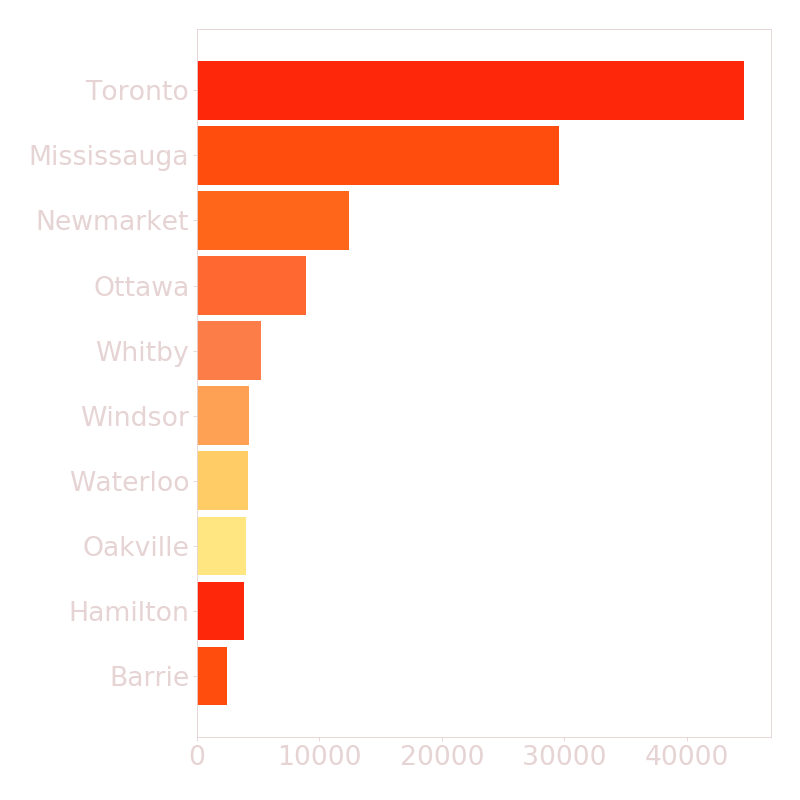 Toronto
Mississauga
Newmarket
Ottawa
Whitby
Windsor
Waterloo
Oakville
Hamilton
Barrie
0 10000 20000 30000 40000